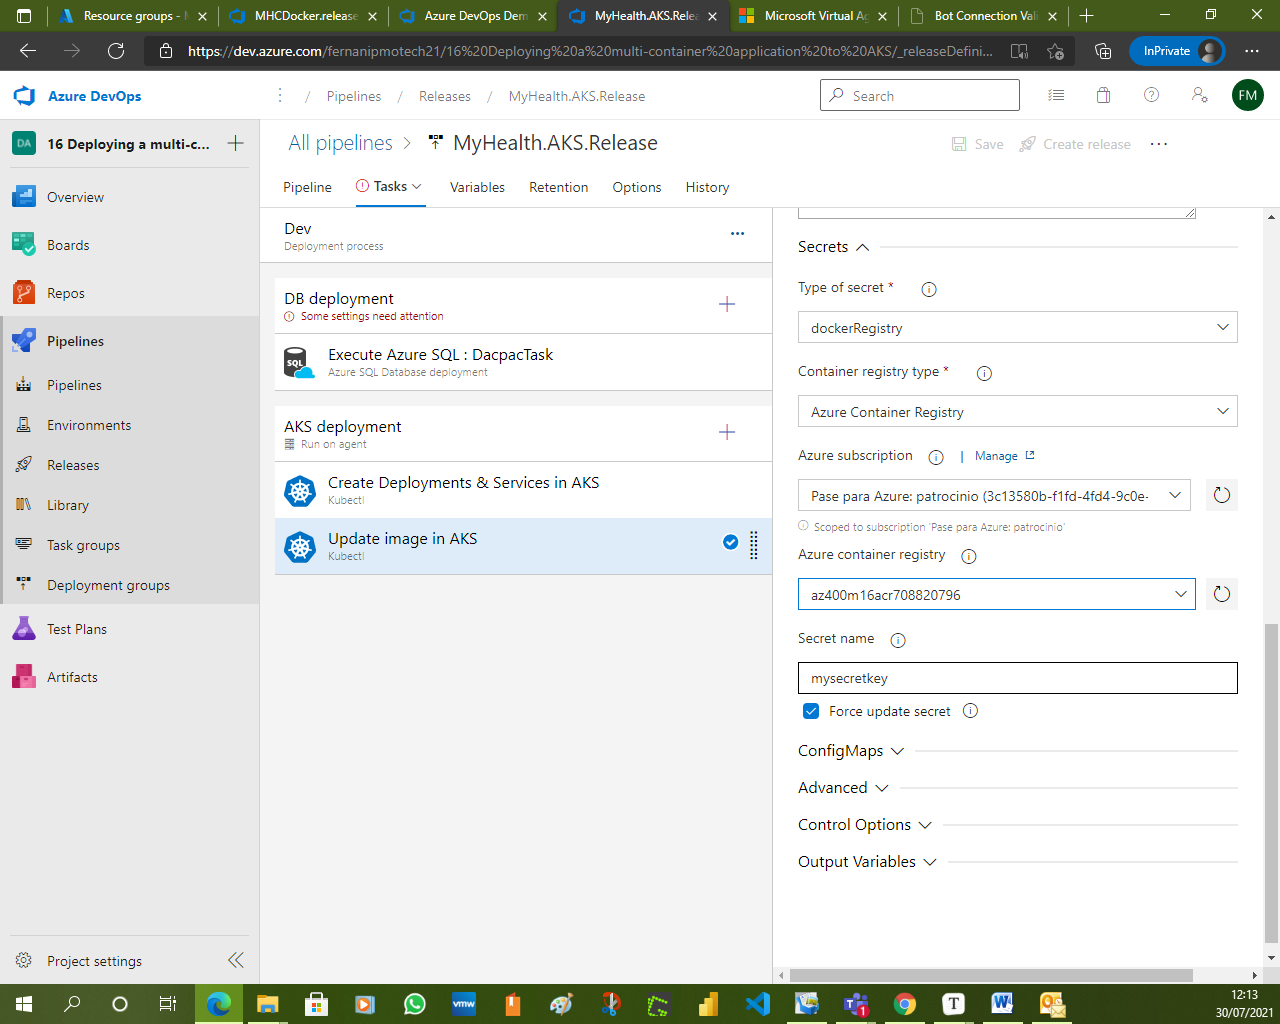 Resource groups - M
MHCDocker.release
Azure DevOps Dem
MyHealth.AKS.Relea
Microsoft Virtual Ag
Bot Connection Vali
https://dev.azure.com/fernanipmotech21/16%20Deploying%20a%20multi-container%20application%20to%20AKS/_releaseDefini...
InPrivate
Azure DevOps
/ Pipelines / Releases / MyHealth.AKS.Release
Search
FM
DA
16 Deploying a multi-c...
All pipelines > MyHealth.AKS.Release
Save
Create release
Pipeline
Tasks
Variables
Retention
Options
History
Overview
Boards
Repos
Pipelines
Pipelines
Environments
Releases
Library
Task groups
Deployment groups
Test Plans
Artifacts
Project settings
Dev
Deployment process
DB deployment
Some settings need attention
SQL
Execute Azure SQL : DacpacTask
Azure SQL Database deployment
AKS deployment
Run on agent
Create Deployments & Services in AKS
Kubectl
Update image in AKS
Kubectl
Secrets
Type of secret *
dockerRegistry
Container registry type *
Azure Container Registry
Azure subscription | Manage
Pase para Azure: patrocinio (3c13580b-f1fd-4fd4-9c0e-
Scoped to subscription 'Pase para Azure: patrocinio'
Azure container registry
az400m16acr708820796
Secret name
mysecretkey
Force update secret
ConfigMaps
Advanced
Control Options
Output Variables
vmw
1
T
12:13
30/07/2021